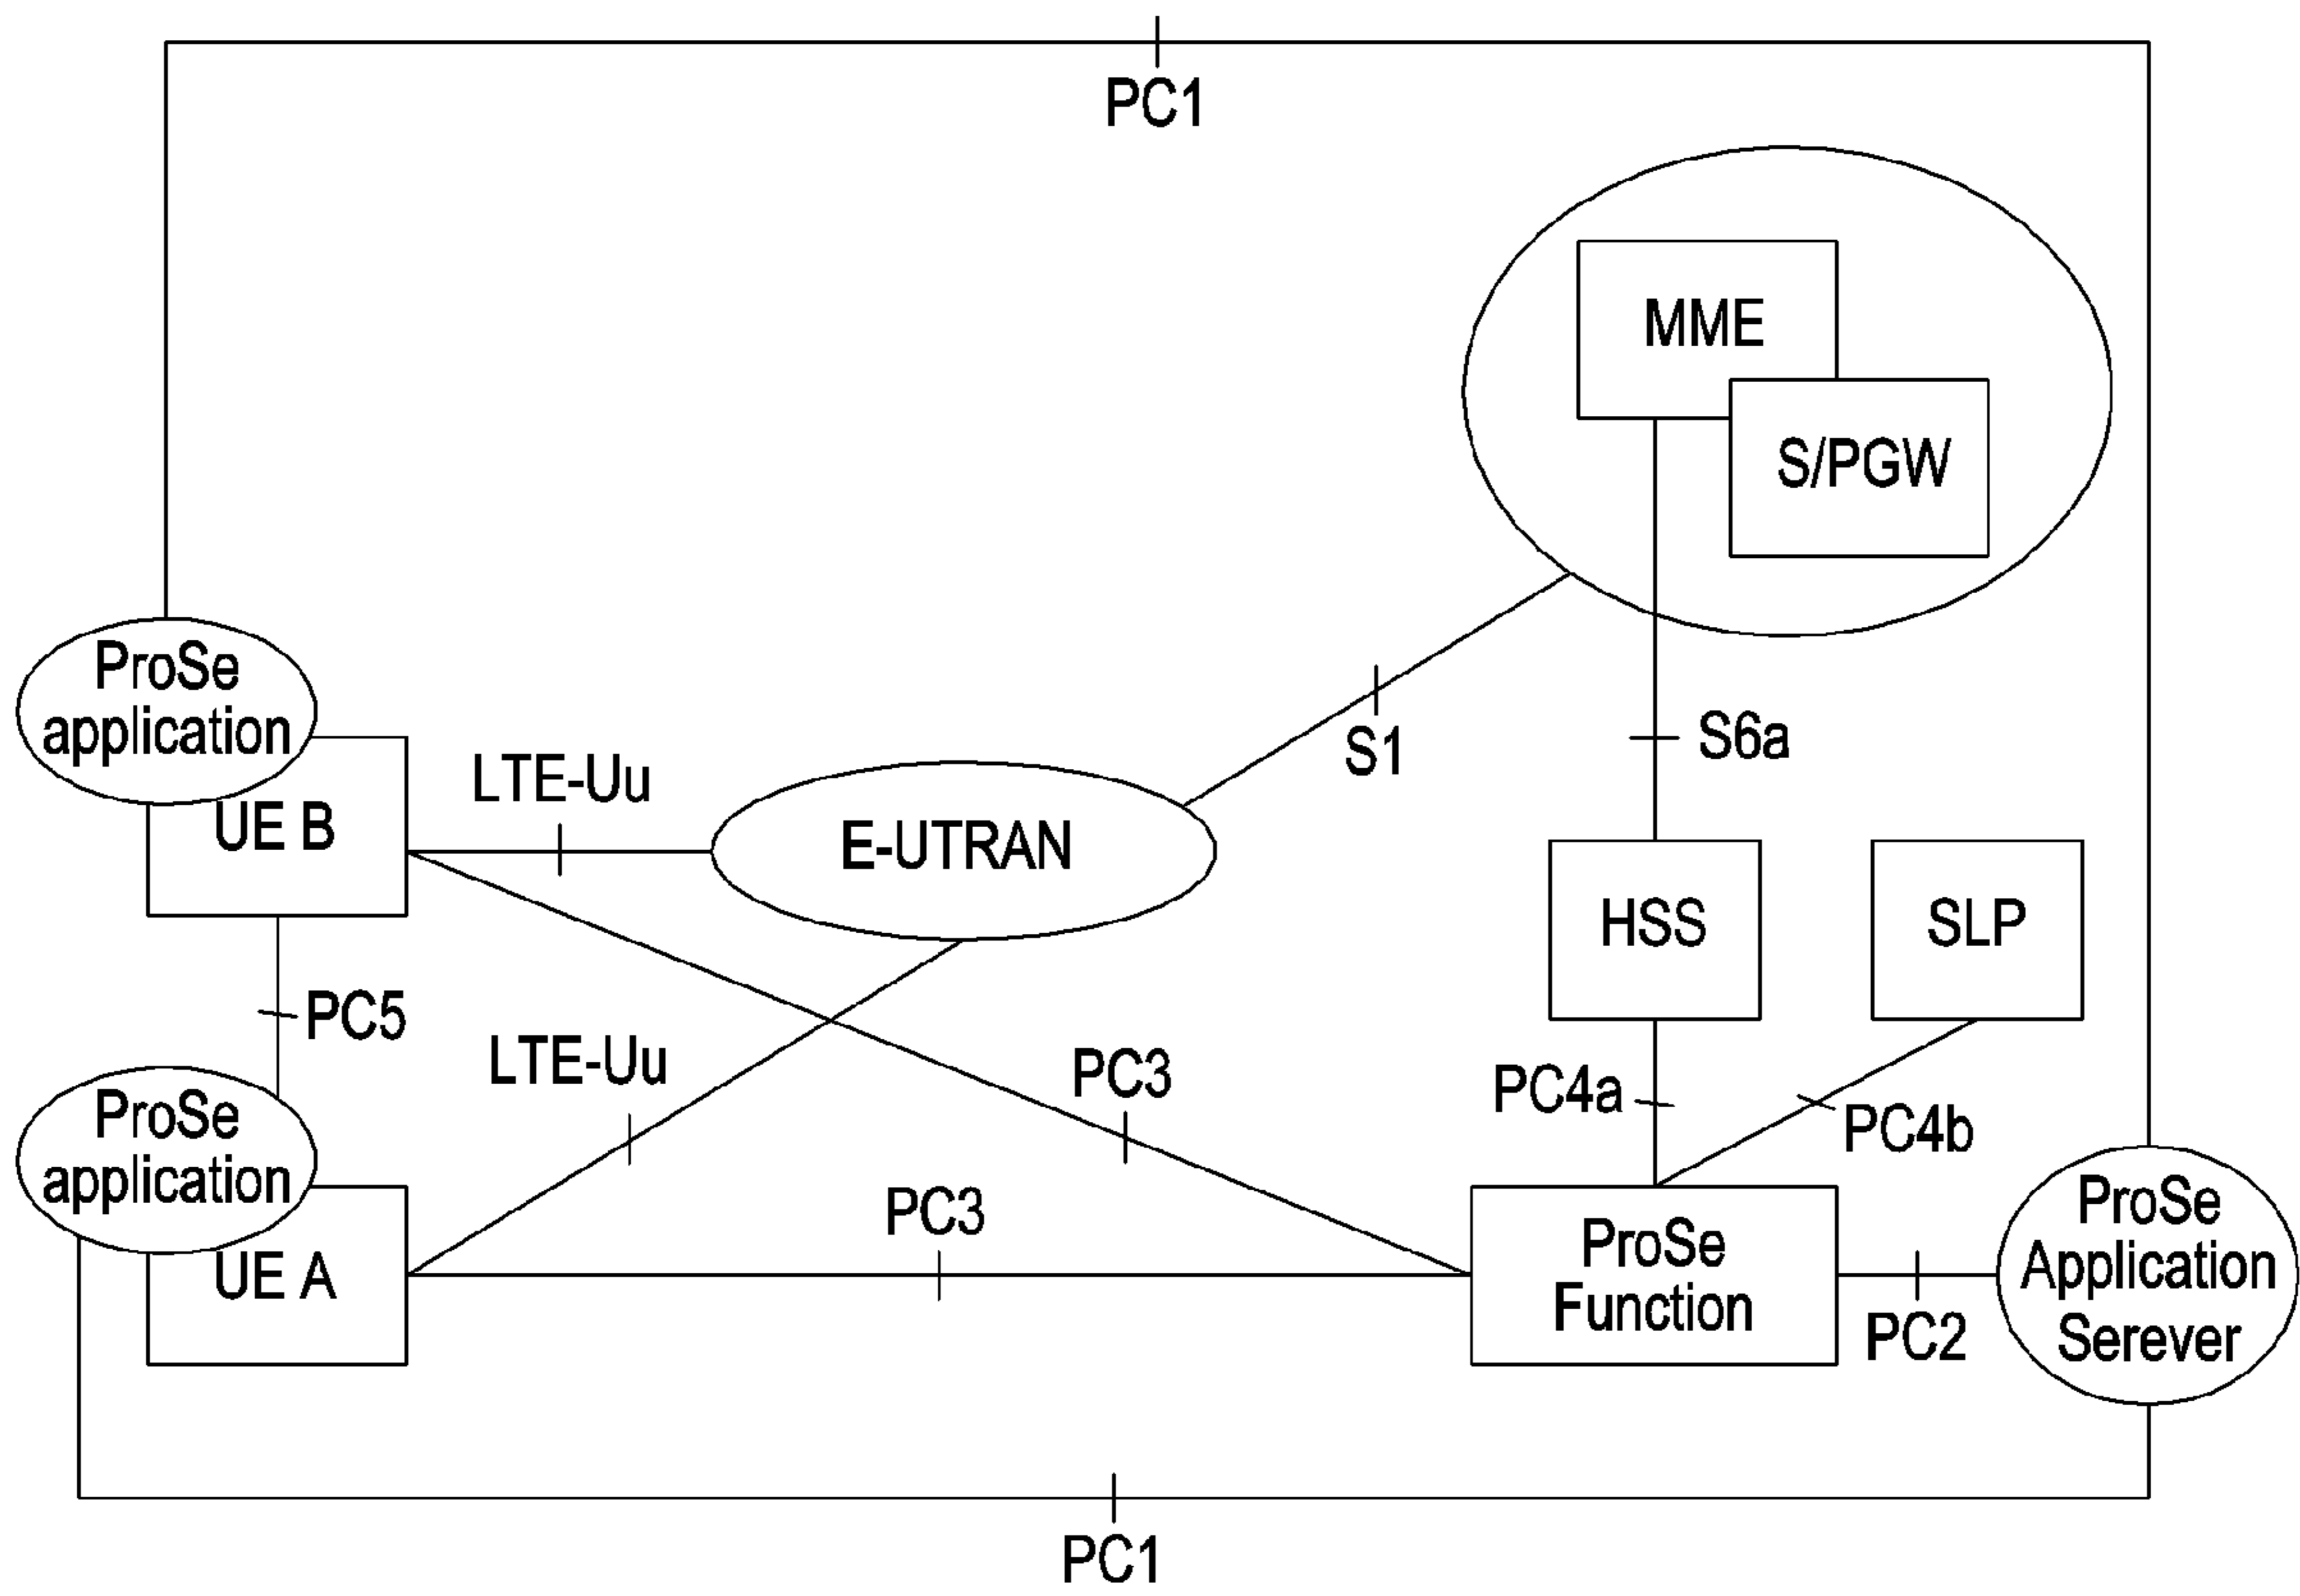 PC1
MME
S/PGW
ProSe
application
UE B
LTE-Uu
E-UTRAN
S1
S6a
HSS
SLP
PC5
LTE-Uu
PC3
PC4a
PC4b
ProSe
application
UE A
PC3
ProSe
Function
PC2
ProSe
Application
Serever
PC1